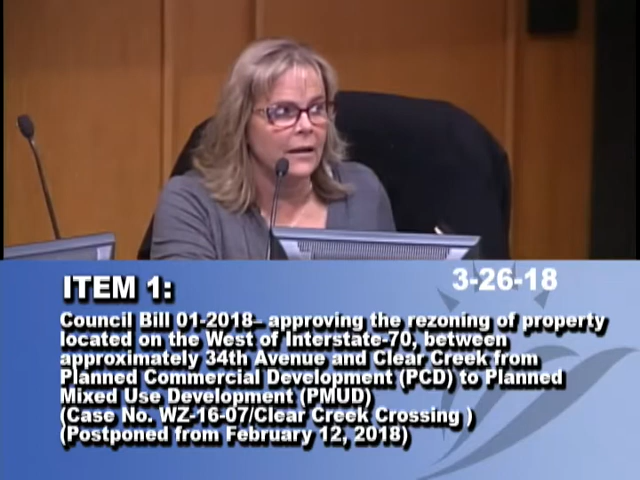 ITEM 1:
3-26-18
Council Bill 01-2018– approving the rezoning of property
located on the West of Interstate-70, between
approximately 34th Avenue and Clear Creek from
Planned Commercial Development (PCD) to Planned
Mixed Use Development (PMUD)
(Case No. WZ-16-07/Clear Creek Crossing )
(Postponed from February 12, 2018)